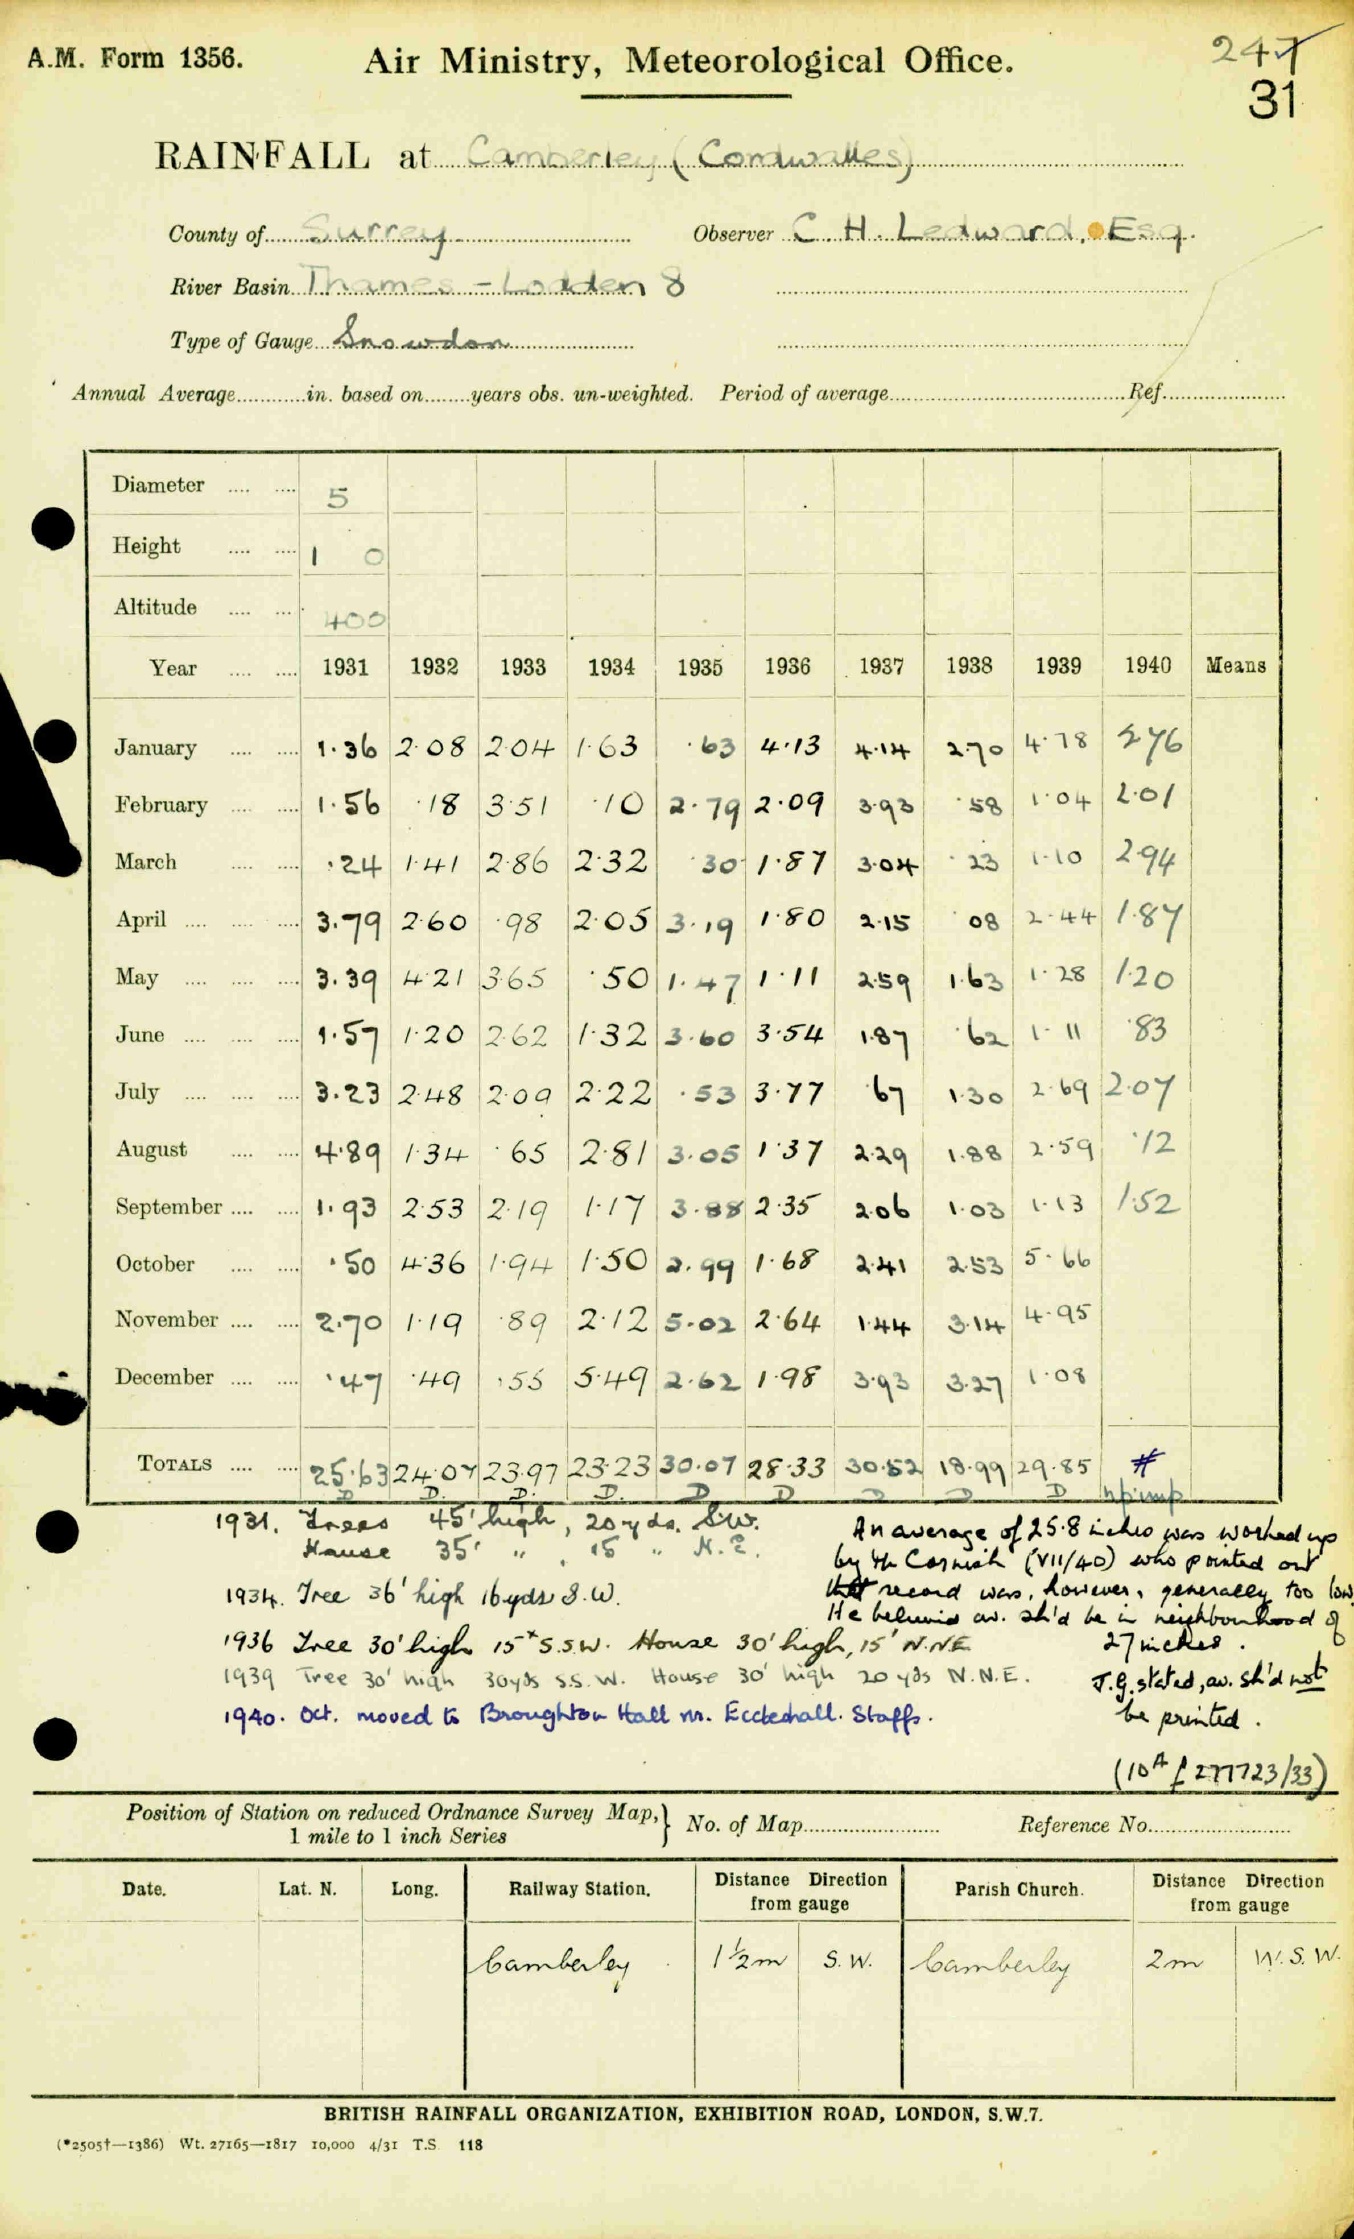 A.M. Form 1356.
Air Ministry, Meteorological Office.
247
31
RAINFALL at Camberley (Cordwalles)
County of Surrey Observer C. H. Ledward, Esq.
River Basin Thames - Lodden 8
Type of Gauge Snowdon
Annual Average in. based on years obs. un-weighted. Period of average Ref.
Diameter 5
Height 1 0
Altitude 400
Year 1931 1932 1933 1934 1935 1936 1937 1938 1939 1940 Means
January 1.36 2.08 2.04 1.63 .63 4.13 4.14 2.70 4.78 2.76
February 1.56 .18 3.51 .10 2.79 2.09 3.93 .58 1.04 2.01
March .24 1.41 2.86 2.32 .30 1.87 3.04 .23 1.10 2.94
April 3.79 2.60 .98 2.05 3.19 1.80 2.15 .08 2.44 1.87
May 3.39 4.21 3.65 .50 1.47 1.11 2.59 1.63 1.28 1.20
June 1.57 1.20 2.62 1.32 3.60 3.54 1.87 .62 1.11 .83
July 3.23 2.48 2.09 2.22 .53 3.77 .67 1.30 2.69 2.07
August 4.89 1.34 .65 2.81 3.05 1.37 2.29 1.88 2.59 .12
September 1.93 2.53 2.19 1.17 3.88 2.35 2.06 1.03 1.13 1.52
October .50 4.36 1.94 1.50 2.99 1.68 2.41 2.53 5.66
November 2.70 1.19 .89 2.12 5.02 2.64 1.44 3.14 4.95
December .47 .49 .55 5.49 2.62 1.98 3.93 3.27 1.08
TOTALS 25.63 24.07 23.97 23.23 30.07 28.33 30.52 18.99 29.85 #
D D. D. D. D D D D D
1931. Trees 45' high, 20 yds. S.W.
House 35' " , 15 " N.E.
1934. Tree 36' high 16 yds S.W.
1936 Tree 30' high 15" S.S.W. House 30' high, 15' N.NE
1939 Tree 30' high 30yds S.S.W. House 30' high 20 yds N.N.E.
1940. Oct. moved to Broughton Hall nr. Eccleshall. Staffs.
An average of 25.8 inches was worked up
by Mr Cornish (VII/40) who pointed out
that record was, however, generally too low.
He believed av. sh'd be in neighbourhood of
27 inches.
J.G. stated, av. sh'd not
be printed.
(10A f 277723/33)
Position of Station on reduced Ordnance Survey Map,} No. of Map Reference No.
1 mile to 1 inch Series
Date. Lat. N. Long. Railway Station. Distance Direction from gauge Parish Church. Distance Direction from gauge
Camberley 1½m S.W. Camberley 2m W.S.W.
BRITISH RAINFALL ORGANIZATION, EXHIBITION ROAD, LONDON, S.W.7.
(*2505†—1386) Wt. 27165—1817 10,000 4/31 T.S. 118